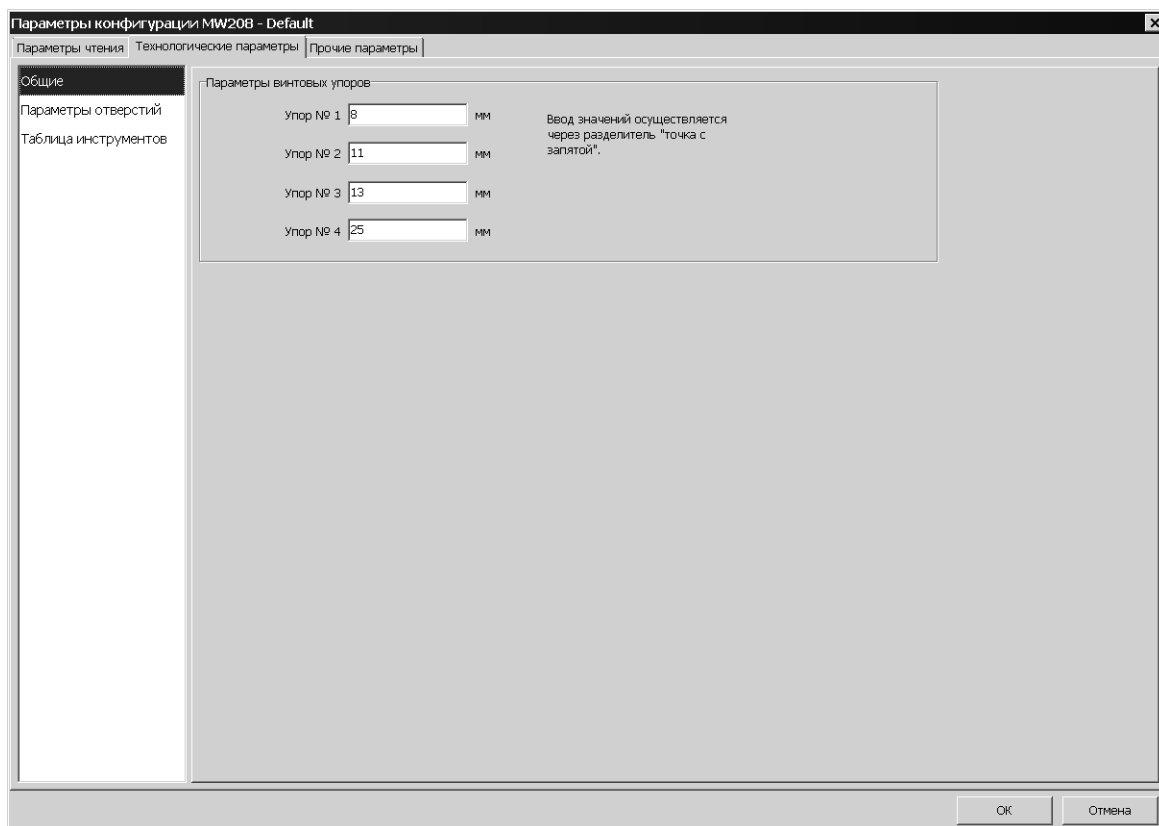 Параметры конфигурации MW208 - Default
Параметры чтения Технологические параметры Прочие параметры
Общие
Параметры отверстий
Таблица инструментов
Параметры винтовых упоров
Упор № 1 8 мм
Упор № 2 11 мм
Упор № 3 13 мм
Упор № 4 25 мм
Ввод значений осуществляется
через разделитель "точка с
запятой".
ОК Отмена